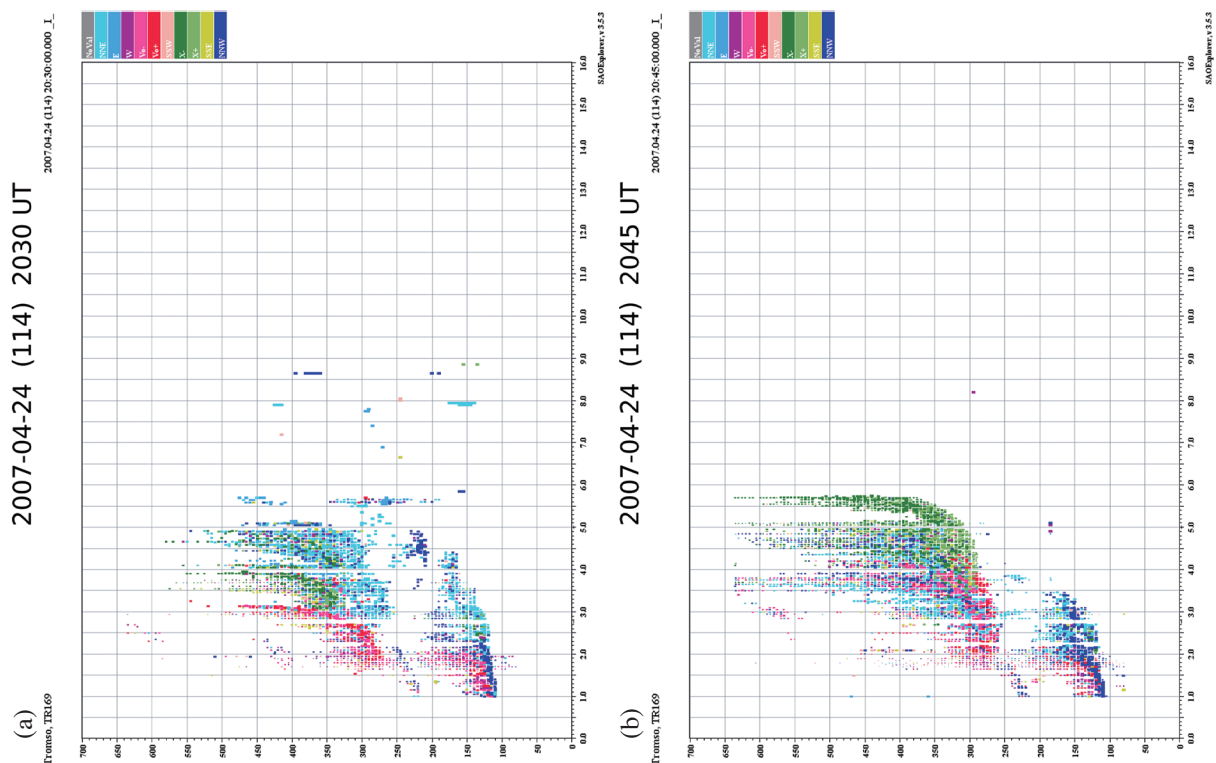 (a)
2007-04-24 (114) 2030 UT
Tromso, TR169
2007.04.24 (114) 20:30:00.000 _I_
NoVal
NNE
E
W
Vo-
Vo+
SSW
X-
X+
SSE
NNW
700
650
600
550
500
450
400
350
300
250
200
150
100
50
0
0.0 1.0 2.0 3.0 4.0 5.0 6.0 7.0 8.0 9.0 10.0 11.0 12.0 13.0 14.0 15.0 16.0
SAOExplorer, v 3.5.3
(b)
2007-04-24 (114) 2045 UT
Tromso, TR169
2007.04.24 (114) 20:45:00.000 _I_
NoVal
NNE
E
W
Vo-
Vo+
SSW
X-
X+
SSE
NNW
700
650
600
550
500
450
400
350
300
250
200
150
100
50
0
0.0 1.0 2.0 3.0 4.0 5.0 6.0 7.0 8.0 9.0 10.0 11.0 12.0 13.0 14.0 15.0 16.0
SAOExplorer, v 3.5.3